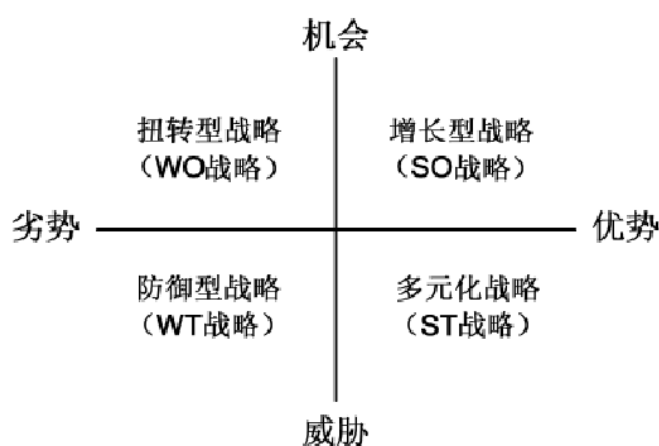 机会
扭转型战略
（WO战略）
增长型战略
（SO战略）
劣势
优势
防御型战略
（WT战略）
多元化战略
（ST战略）
威胁